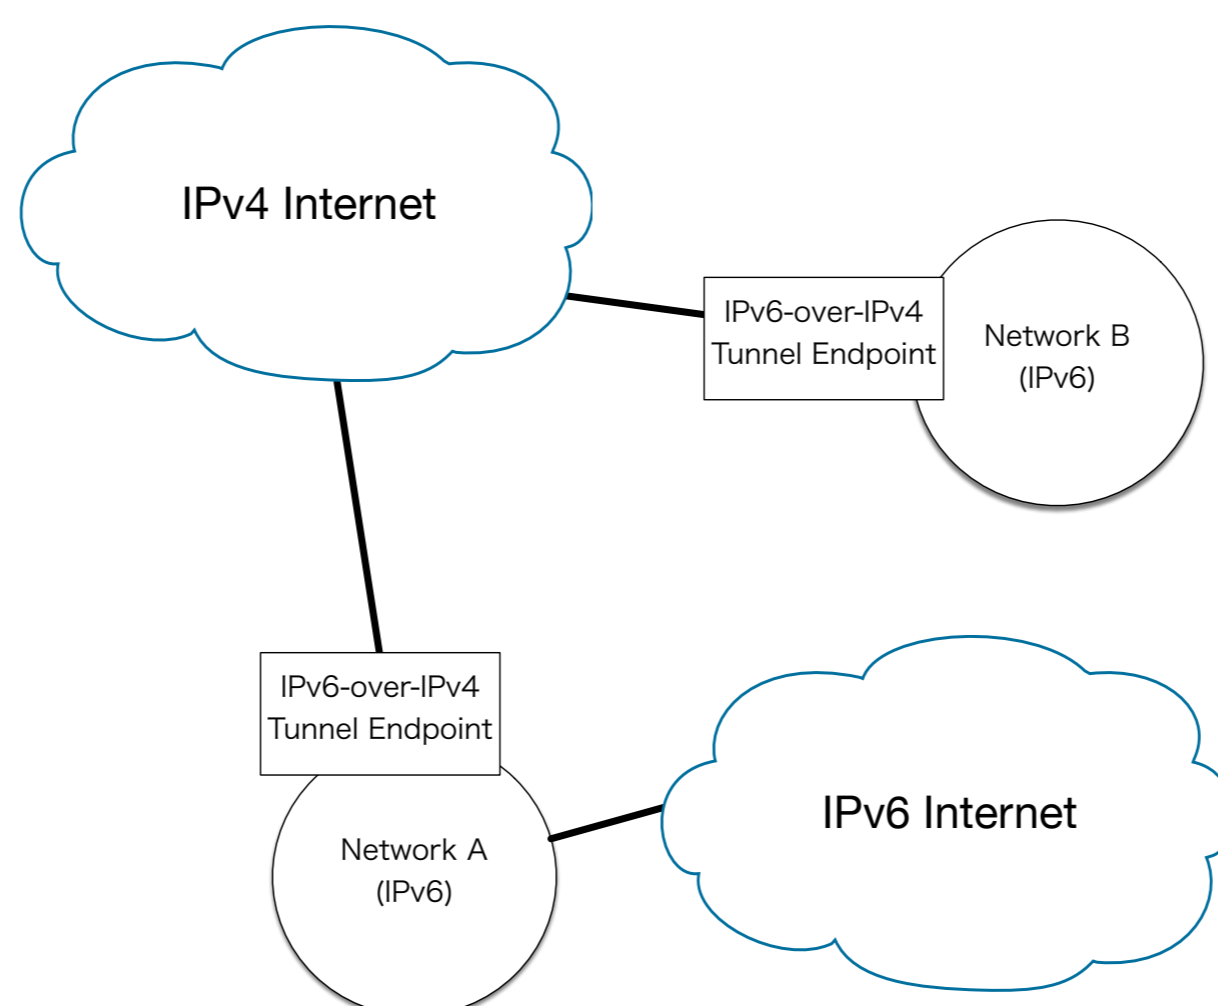 IPv4 Internet
IPv6-over-IPv4
Tunnel Endpoint
Network B
(IPv6)
IPv6-over-IPv4
Tunnel Endpoint
Network A
(IPv6)
IPv6 Internet